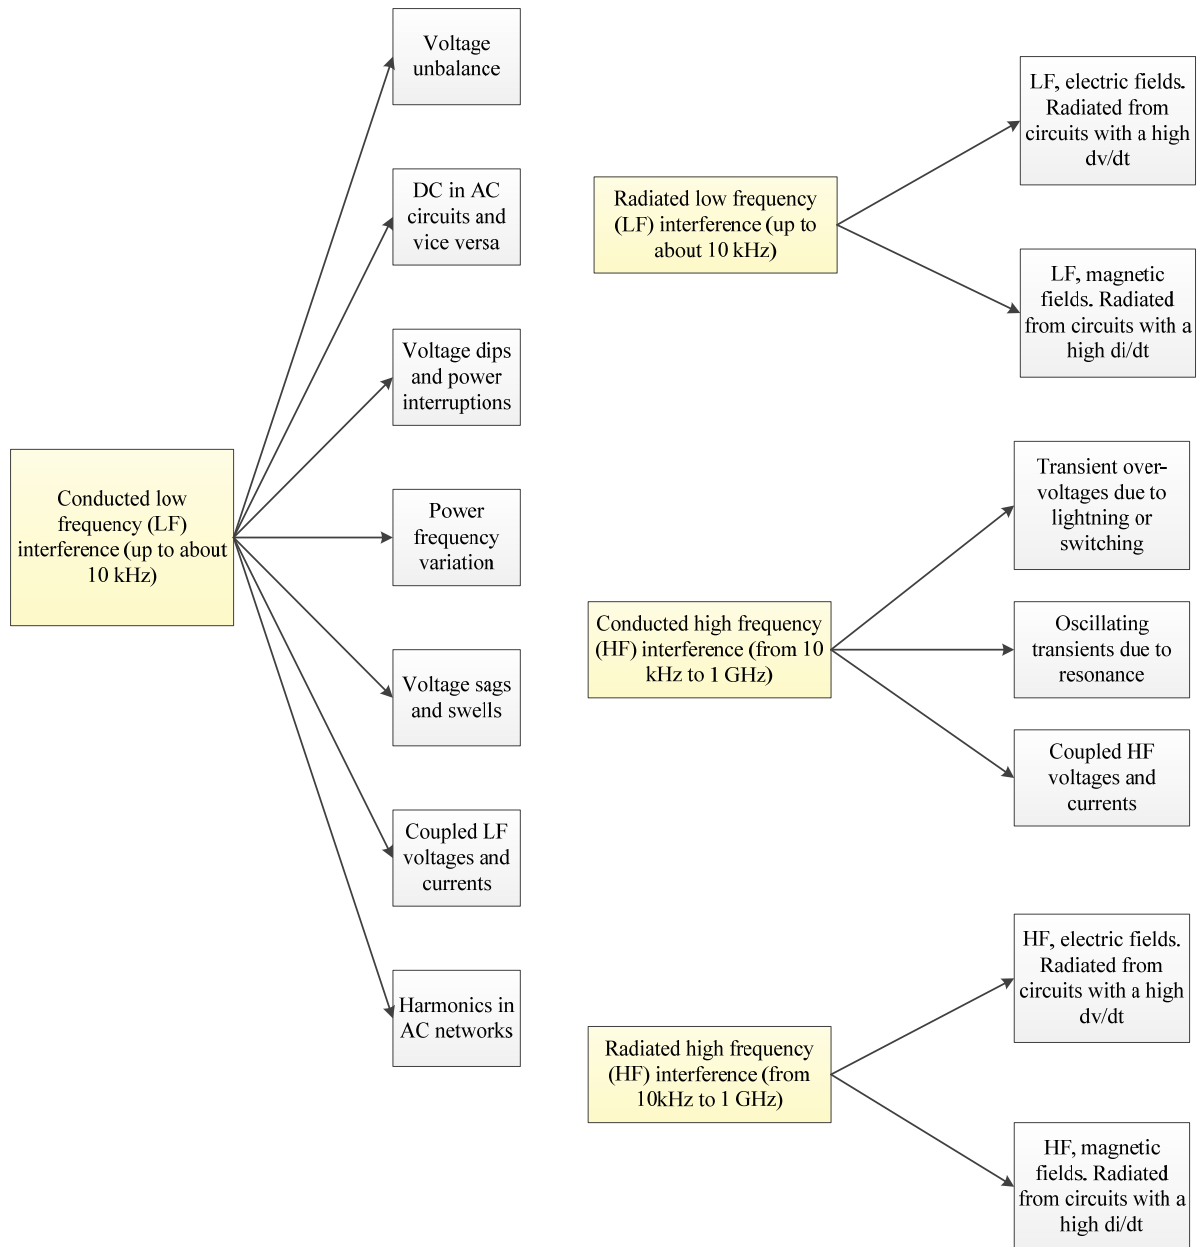 Voltage
unbalance
DC in AC
circuits and
vice versa
Voltage dips
and power
interruptions
Conducted low
frequency (LF)
interference (up to about
10 kHz)
Power
frequency
variation
Voltage sags
and swells
Coupled LF
voltages and
currents
Harmonics in
AC networks
Radiated low frequency
(LF) interference (up to
about 10 kHz)
LF, electric fields.
Radiated from
circuits with a high
dv/dt
LF, magnetic
fields. Radiated
from circuits with a
high di/dt
Conducted high frequency
(HF) interference (from 10
kHz to 1 GHz)
Transient over-
voltages due to
lightning or
switching
Oscillating
transients due to
resonance
Coupled HF
voltages and
currents
Radiated high frequency
(HF) interference (from
10kHz to 1 GHz)
HF, electric fields.
Radiated from
circuits with a high
dv/dt
HF, magnetic
fields. Radiated
from circuits with a
high di/dt